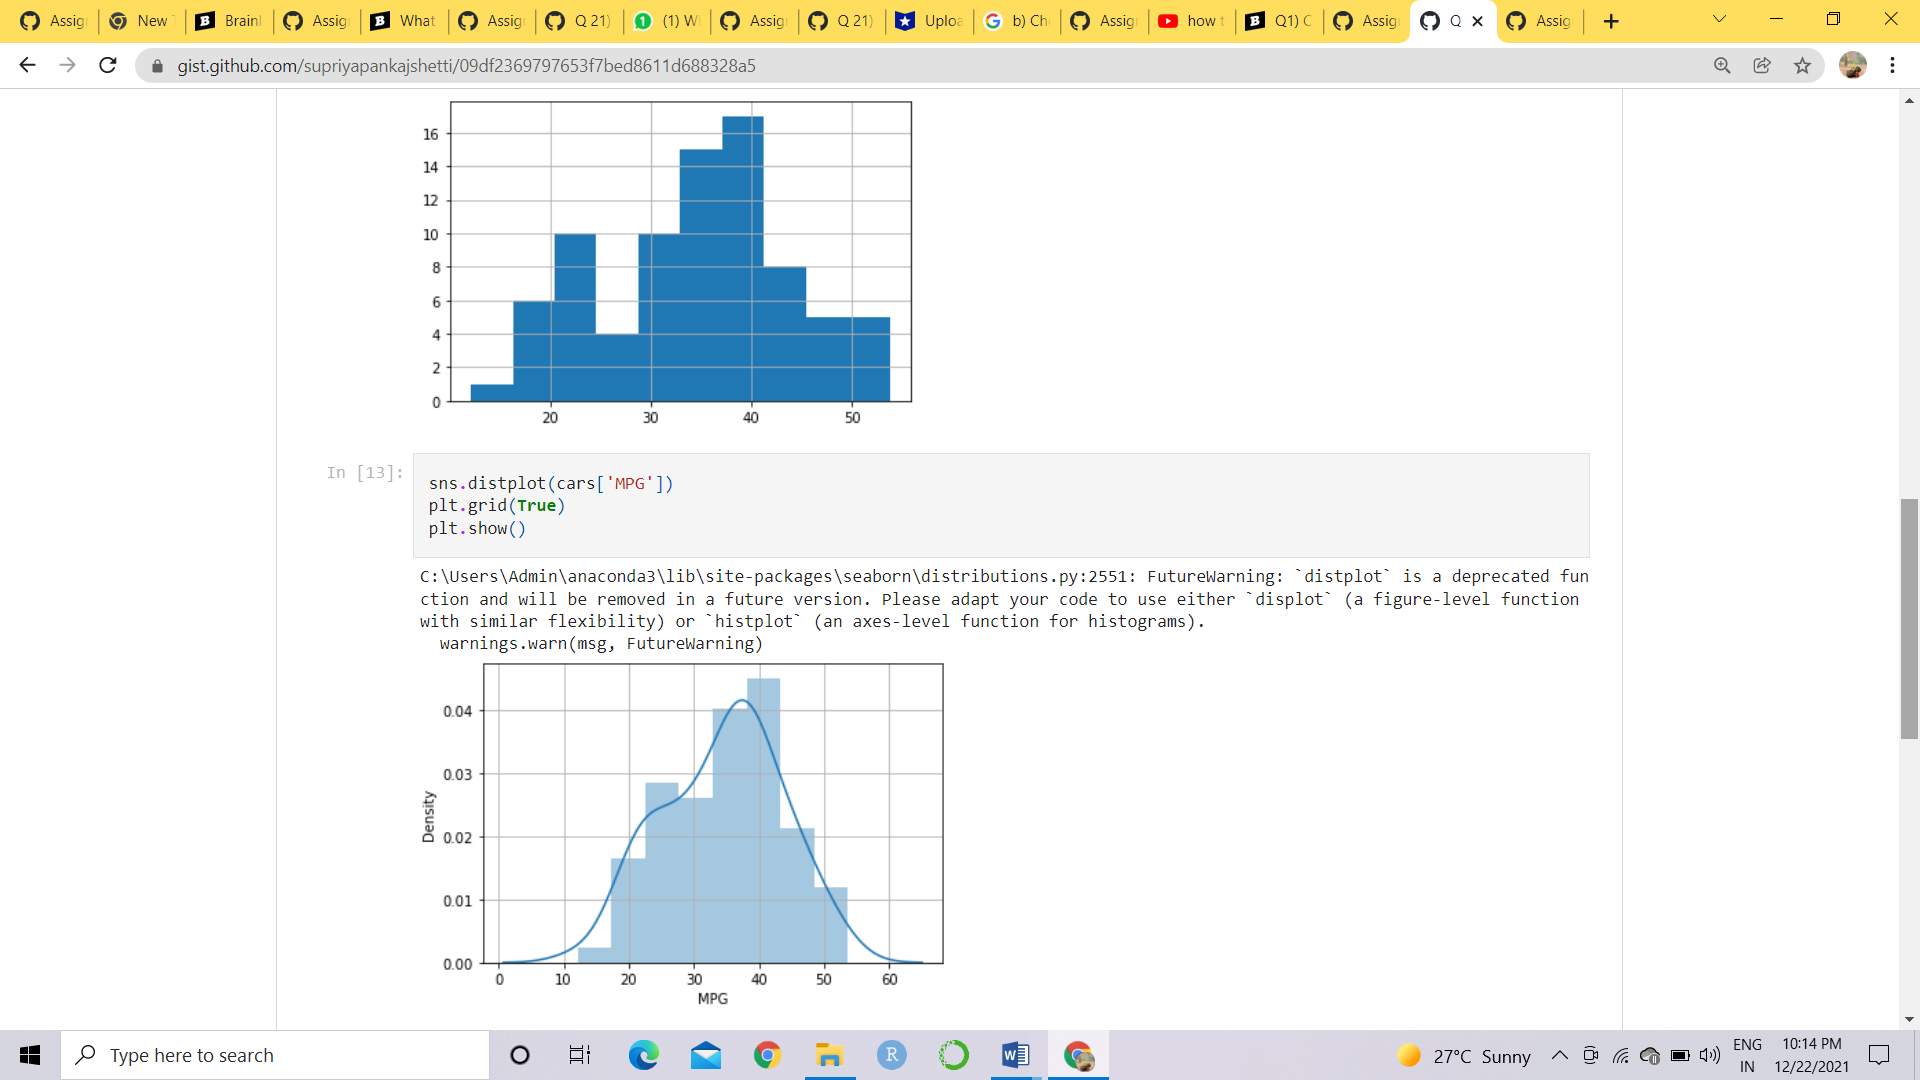 Assig
New
Brainl
Assig
What
Assig
Q 21)
(1) W
Assig
Q 21)
Uploa
b) Ch
Assig
how t
Q1) C
Assig
Q
Assig
gist.github.com/supriyapankajshetti/09df2369797653f7bed8611d688328a5
16
14
12
10
8
6
4
2
0
20 30 40 50
In [13]:
sns.distplot(cars['MPG'])
plt.grid(True)
plt.show()
C:\Users\Admin\anaconda3\lib\site-packages\seaborn\distributions.py:2551: FutureWarning: `distplot` is a deprecated fun
ction and will be removed in a future version. Please adapt your code to use either `displot` (a figure-level function
with similar flexibility) or `histplot` (an axes-level function for histograms).
warnings.warn(msg, FutureWarning)
0.04
0.03
0.02
0.01
0.00
Density
0 10 20 30 40 50 60
MPG
Type here to search
27°C Sunny
ENG
IN
10:14 PM
12/22/2021